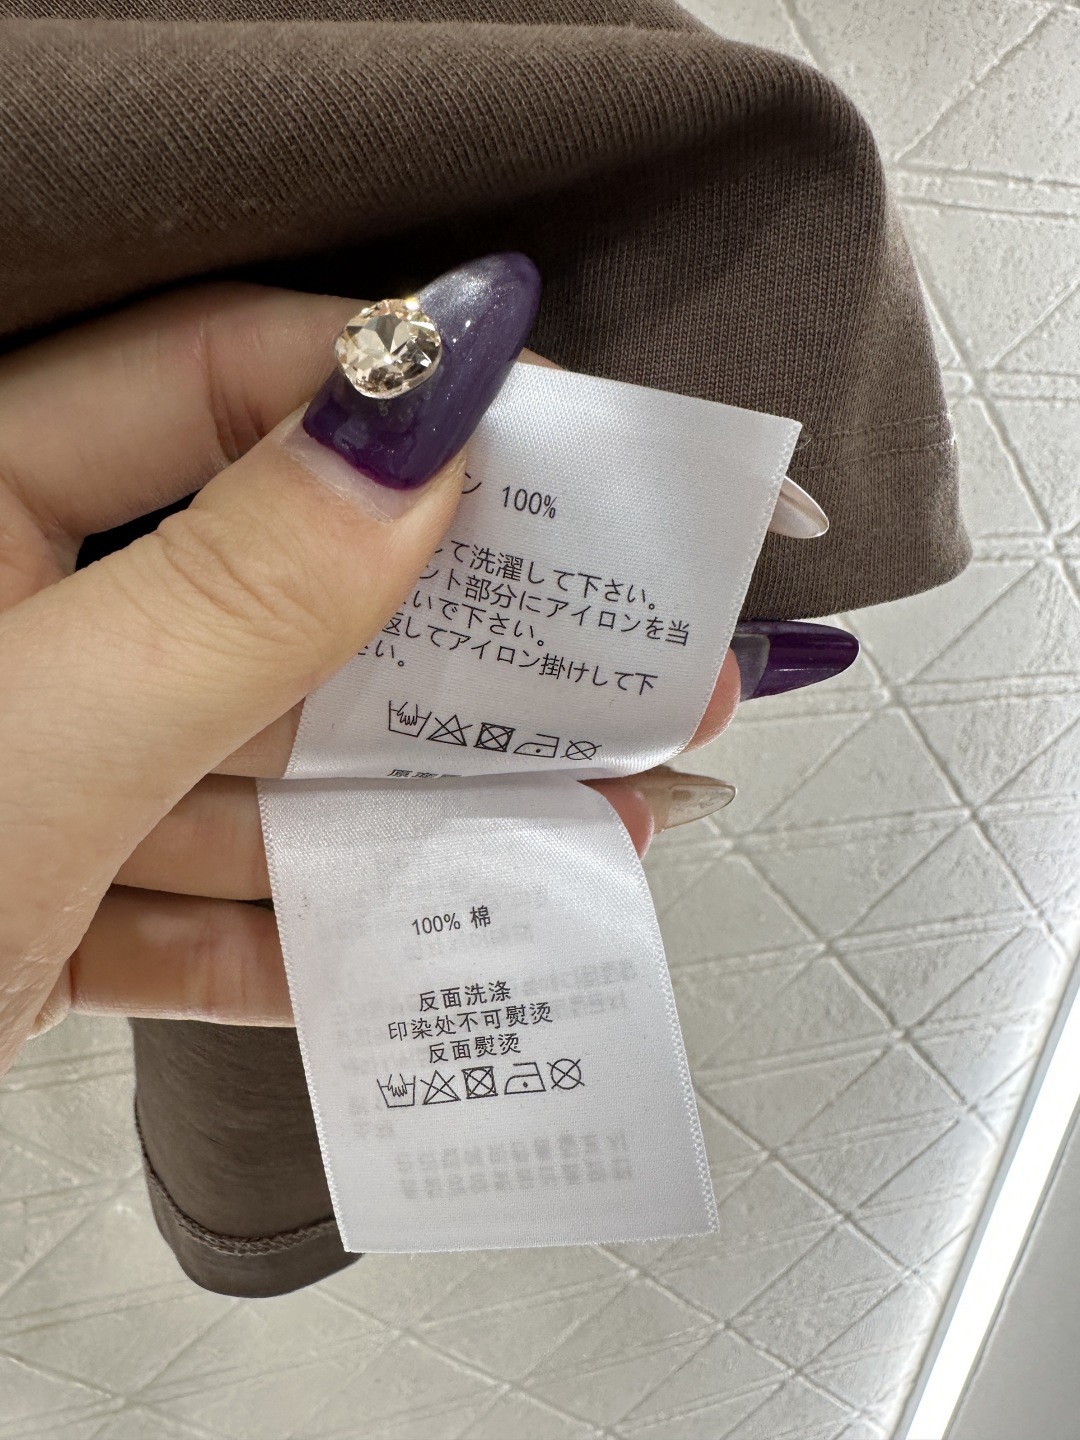 ン 100%
して洗濯して下さい。
ント部分にアイロンを当
いで下さい。
返してアイロン掛けして下
さい。
100% 棉
反面洗涤
印染处不可熨烫
反面熨烫